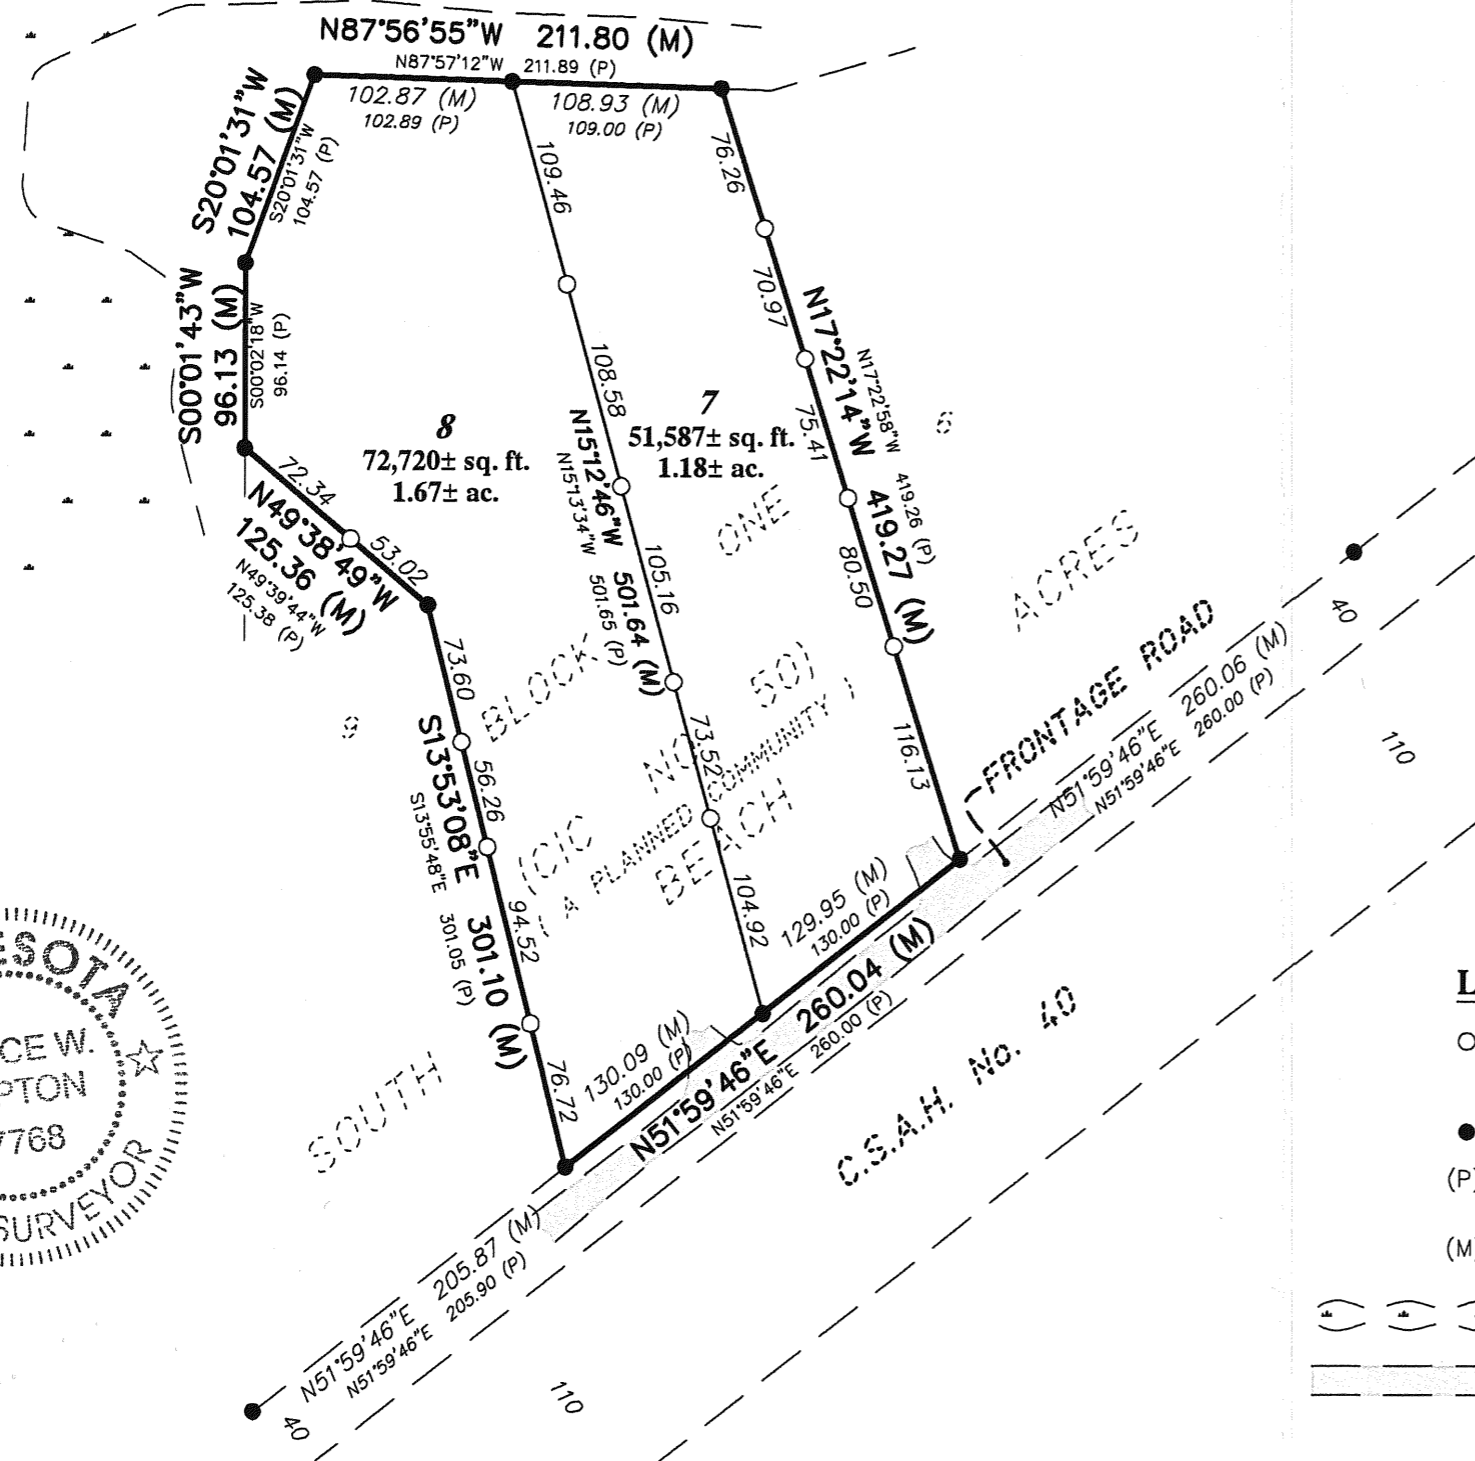 N87°56'55"W 211.80 (M)
N87°57'12"W 211.89 (P)
102.87 (M)
102.89 (P)
108.93 (M)
109.00 (P)
S20°01'31"W
104.57 (M)
S20°01'31"W
104.57 (P)
S00°01'43"W
96.13 (M)
S00°02'18"W
96.14 (P)
109.46
108.58
105.16
73.52
104.92
76.26
70.97
75.41
80.50
116.13
N17°22'14"W 419.27 (M)
N17°22'58"W 419.26 (P)
8
72,720± sq. ft.
1.67± ac.
7
51,587± sq. ft.
1.18± ac.
6
N15°12'46"W 501.64 (M)
N15°13'34"W 501.65 (P)
72.34
53.02
N49°38'49"W
125.36 (M)
N49°39'44"W
125.38 (P)
9
73.60
56.26
94.52
76.72
S13°53'08"E 301.10 (M)
S13°55'48"E 301.05 (P)
BLOCK ONE
(CIC NO. 50)
"A PLANNED COMMUNITY"
SOUTH BEACH ACRES
FRONTAGE ROAD
40
N51°59'46"E 260.06 (M)
N51°59'46"E 260.00 (P)
110
129.95 (M)
130.00 (P)
130.09 (M)
130.00 (P)
N51°59'46"E 260.04 (M)
N51°59'46"E 260.00 (P)
C.S.A.H. No. 40
N51°59'46"E 205.87 (M)
N51°59'46"E 205.90 (P)
40
110
ESOTA
CE W.
PTON
7768
SURVEYOR
L
(P)
(M